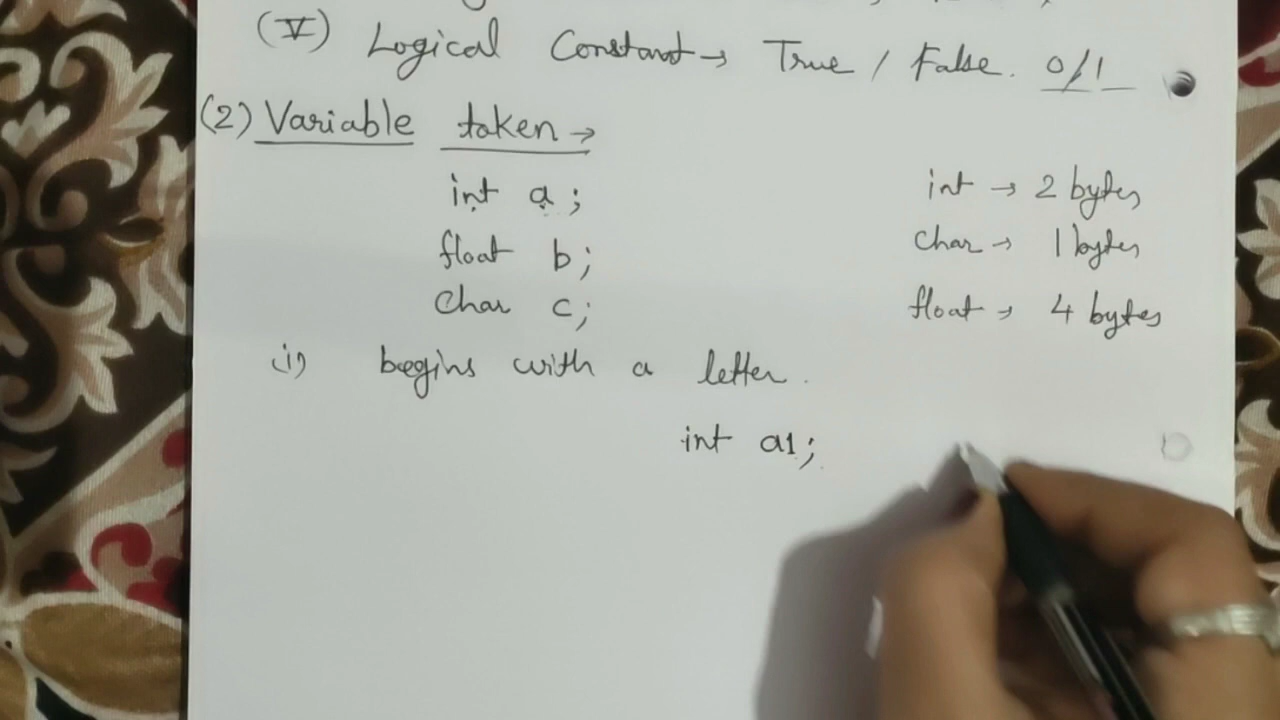 (V) Logical Constant → True / False. 0/1
(2) Variable taken →
int a; int → 2 bytes
float b; char → 1 bytes
Char c; float → 4 bytes
(i) begins with a letter.
int a1;